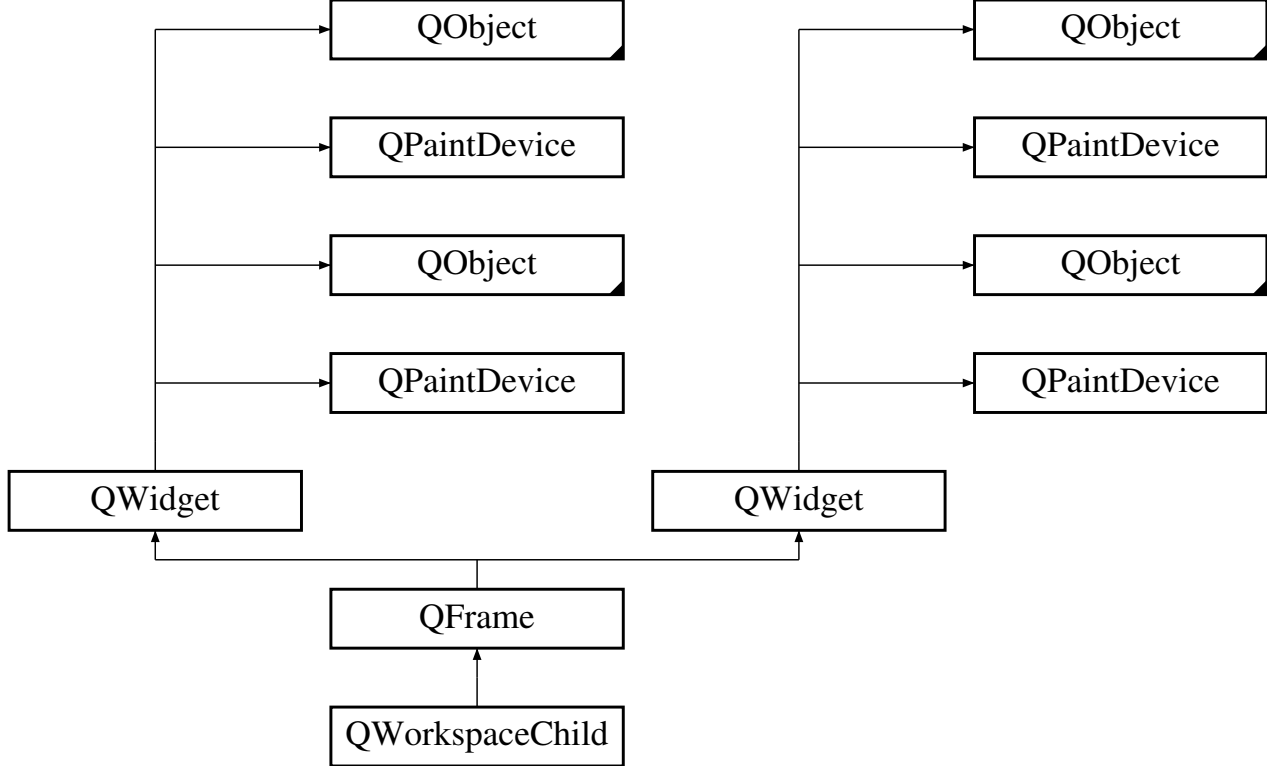 QObject
QObject
QPaintDevice
QPaintDevice
QObject
QObject
QPaintDevice
QPaintDevice
QWidget
QWidget
QFrame
QWorkspaceChild